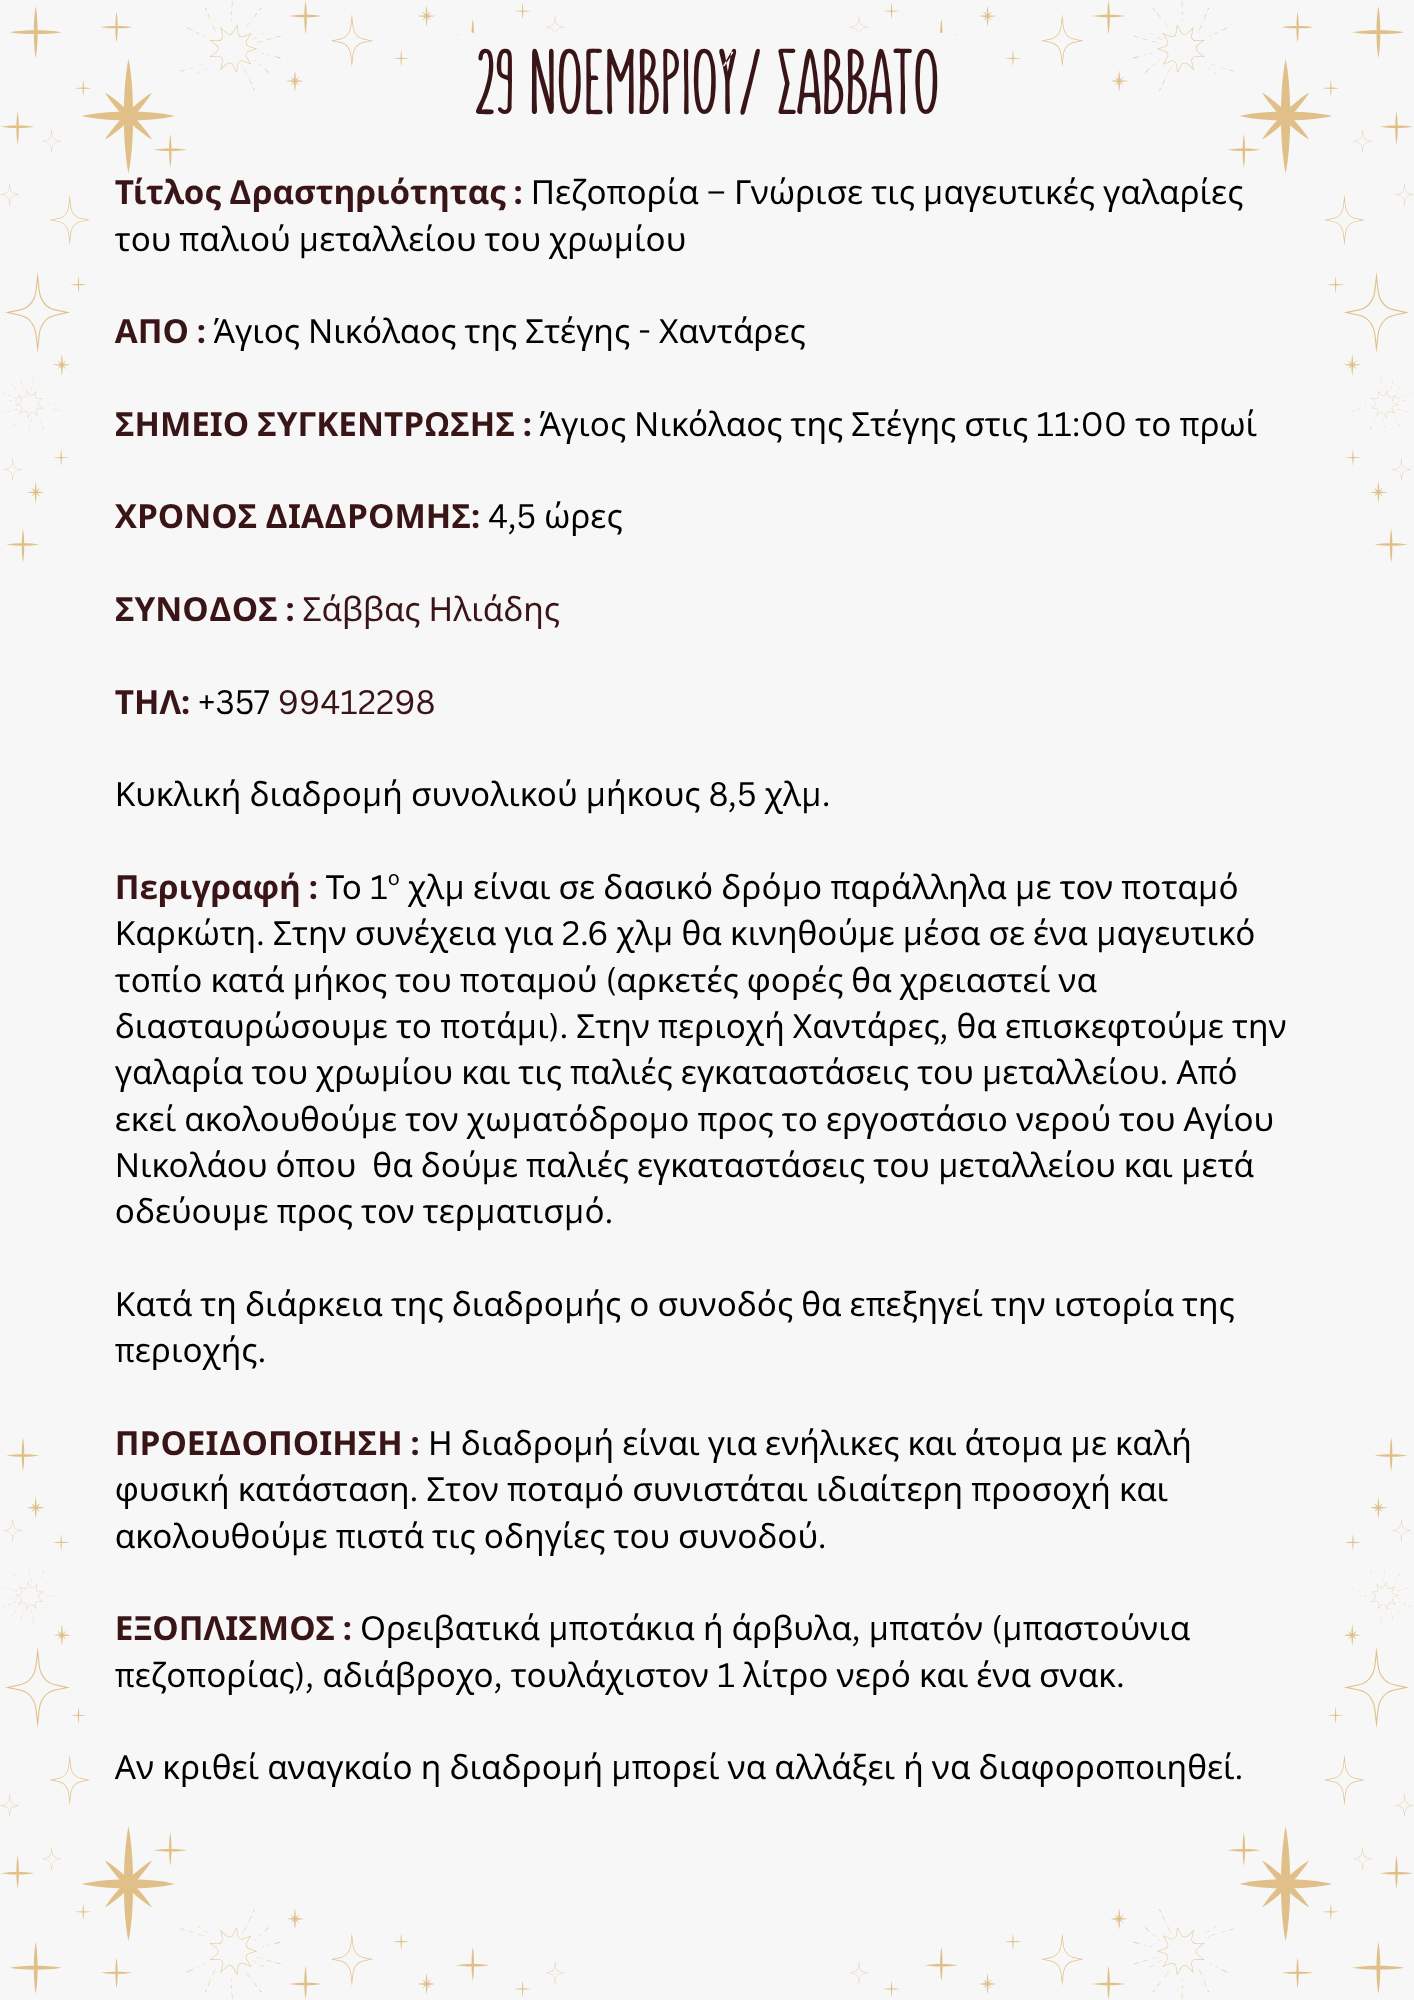 29 ΝΟΕΜΒΡΙΟΥ/ ΣΑΒΒΑΤΟ
Τίτλος Δραστηριότητας : Πεζοπορία – Γνώρισε τις μαγευτικές γαλαρίες
του παλιού μεταλλείου του χρωμίου
ΑΠΟ : Άγιος Νικόλαος της Στέγης - Χαντάρες
ΣΗΜΕΙΟ ΣΥΓΚΕΝΤΡΩΣΗΣ : Άγιος Νικόλαος της Στέγης στις 11:00 το πρωί
ΧΡΟΝΟΣ ΔΙΑΔΡΟΜΗΣ: 4,5 ώρες
ΣΥΝΟΔΟΣ : Σάββας Ηλιάδης
ΤΗΛ: +357 99412298
Κυκλική διαδρομή συνολικού μήκους 8,5 χλμ.
Περιγραφή : Το 1º χλμ είναι σε δασικό δρόμο παράλληλα με τον ποταμό
Καρκώτη. Στην συνέχεια για 2.6 χλμ θα κινηθούμε μέσα σε ένα μαγευτικό
τοπίο κατά μήκος του ποταμού (αρκετές φορές θα χρειαστεί να
διασταυρώσουμε το ποτάμι). Στην περιοχή Χαντάρες, θα επισκεφτούμε την
γαλαρία του χρωμίου και τις παλιές εγκαταστάσεις του μεταλλείου. Από
εκεί ακολουθούμε τον χωματόδρομο προς το εργοστάσιο νερού του Αγίου
Νικολάου όπου  θα δούμε παλιές εγκαταστάσεις του μεταλλείου και μετά
οδεύουμε προς τον τερματισμό.
Κατά τη διάρκεια της διαδρομής ο συνοδός θα επεξηγεί την ιστορία της
περιοχής.
ΠΡΟΕΙΔΟΠΟΙΗΣΗ : Η διαδρομή είναι για ενήλικες και άτομα με καλή
φυσική κατάσταση. Στον ποταμό συνιστάται ιδιαίτερη προσοχή και
ακολουθούμε πιστά τις οδηγίες του συνοδού.
ΕΞΟΠΛΙΣΜΟΣ : Ορειβατικά μποτάκια ή άρβυλα, μπατόν (μπαστούνια
πεζοπορίας), αδιάβροχο, τουλάχιστον 1 λίτρο νερό και ένα σνακ.
Αν κριθεί αναγκαίο η διαδρομή μπορεί να αλλάξει ή να διαφοροποιηθεί.